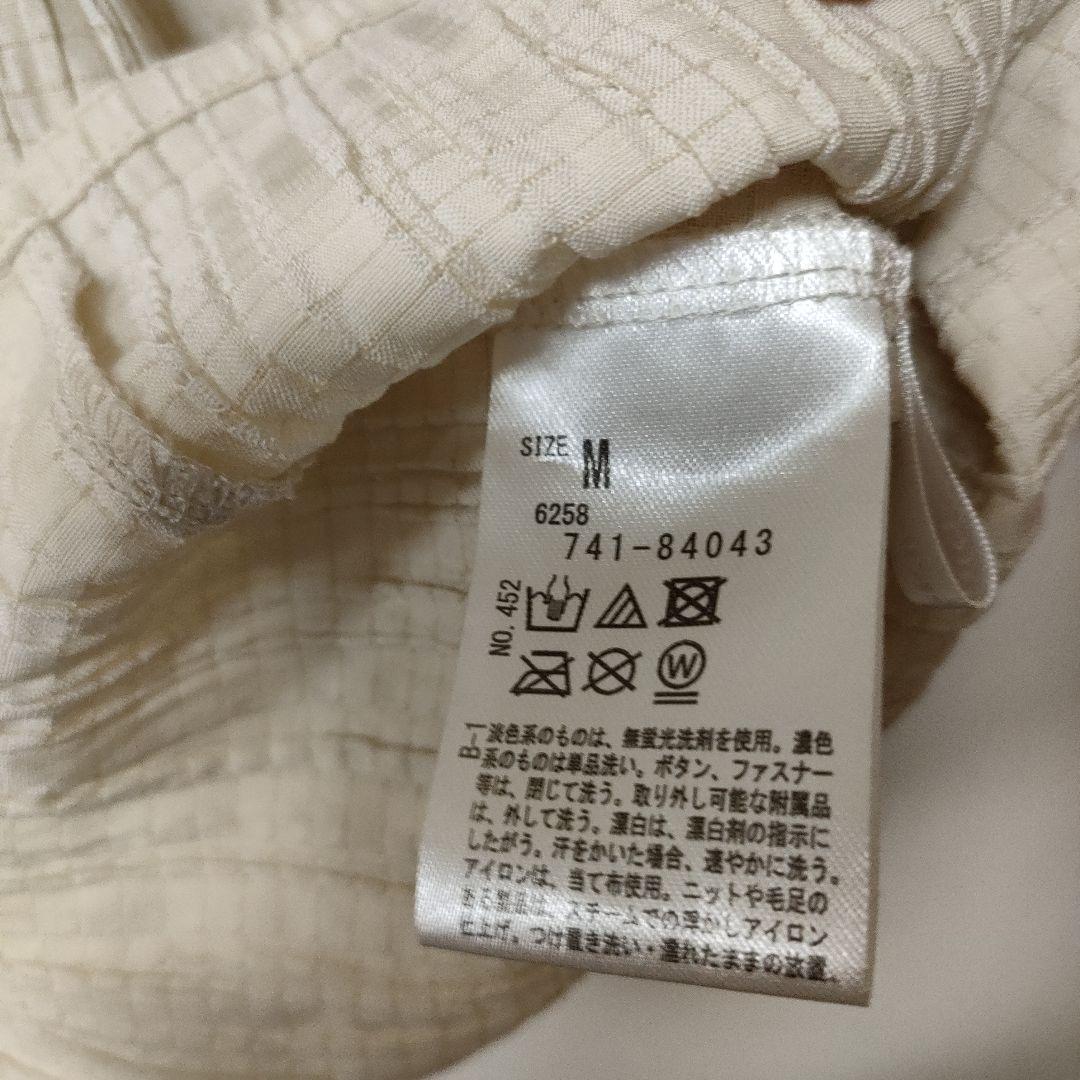 SIZE M
6258
741-84043
NO. 452
W
B-1
淡色系のものは、無蛍光洗剤を使用。濃色
系のものは単品洗い。ボタン、ファスナー
等は、閉じて洗う。取り外し可能な附属品
は、外して洗う。漂白は、漂白剤の指示に
したがう。汗をかいた場合、速やかに洗う。
アイロンは、当て布使用。ニットや毛足の
ある製品は、スチームでの浮かしアイロン
仕上げ。つけ置き洗い・濡れたままの放置